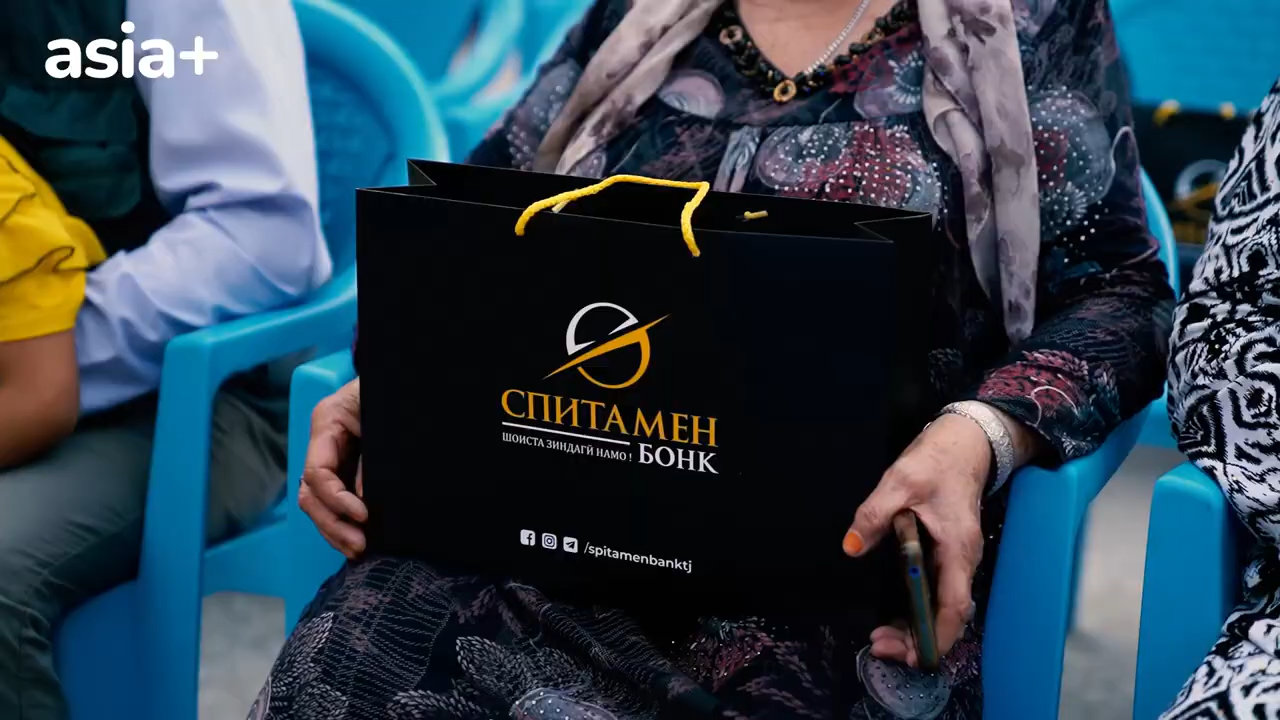 asia+
СПИТАМЕН
ШОИСТА ЗИНДАГӢ НАМО !
БОНК
/spitamenbanktj